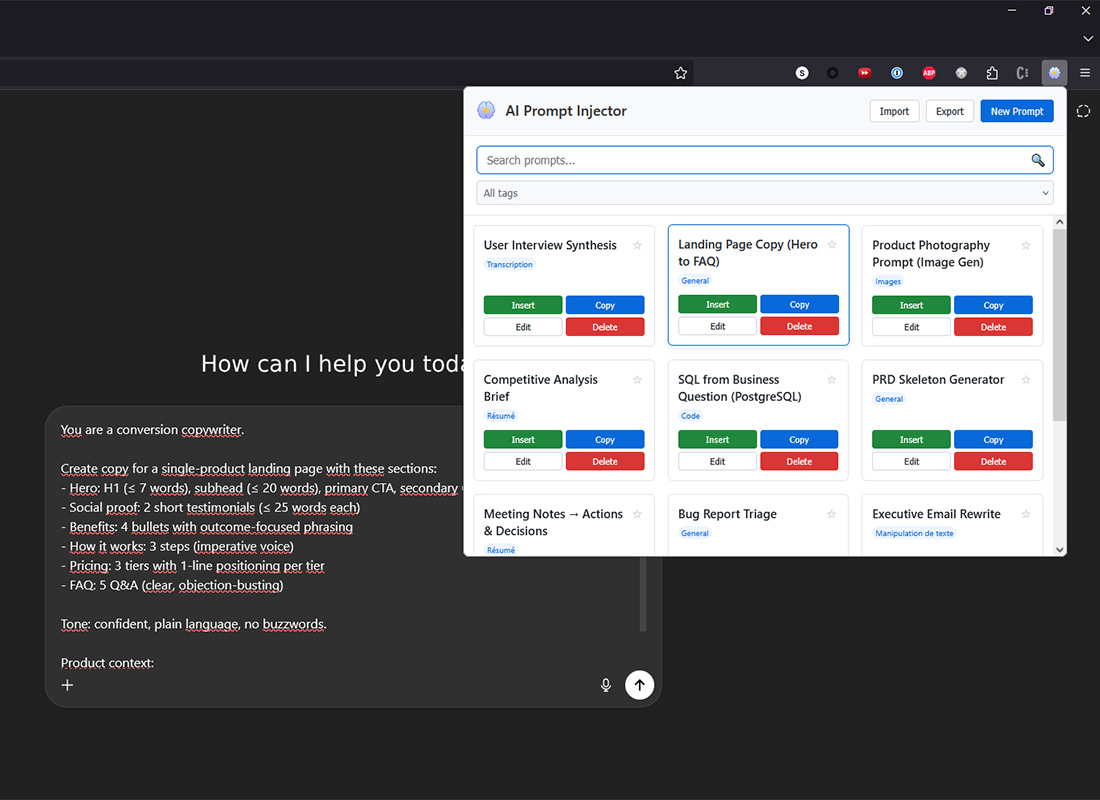 S
ABP
AI Prompt Injector
Import
Export
New Prompt
Search prompts...
All tags
User Interview Synthesis
Transcription
Insert
Copy
Edit
Delete
Landing Page Copy (Hero
to FAQ)
General
Insert
Copy
Edit
Delete
Product Photography
Prompt (Image Gen)
Images
Insert
Copy
Edit
Delete
Competitive Analysis
Brief
Résumé
Insert
Copy
Edit
Delete
SQL from Business
Question (PostgreSQL)
Code
Insert
Copy
Edit
Delete
PRD Skeleton Generator
General
Insert
Copy
Edit
Delete
Meeting Notes → Actions
& Decisions
Résumé
Bug Report Triage
General
Executive Email Rewrite
Manipulation de texte
How can I help you toda
You are a conversion copywriter.
Create copy for a single-product landing page with these sections:
- Hero: H1 (≤ 7 words), subhead (≤ 20 words), primary CTA, secondary
- Social proof: 2 short testimonials (≤ 25 words each)
- Benefits: 4 bullets with outcome-focused phrasing
- How it works: 3 steps (imperative voice)
- Pricing: 3 tiers with 1-line positioning per tier
- FAQ: 5 Q&A (clear, objection-busting)
Tone: confident, plain language, no buzzwords.
Product context: